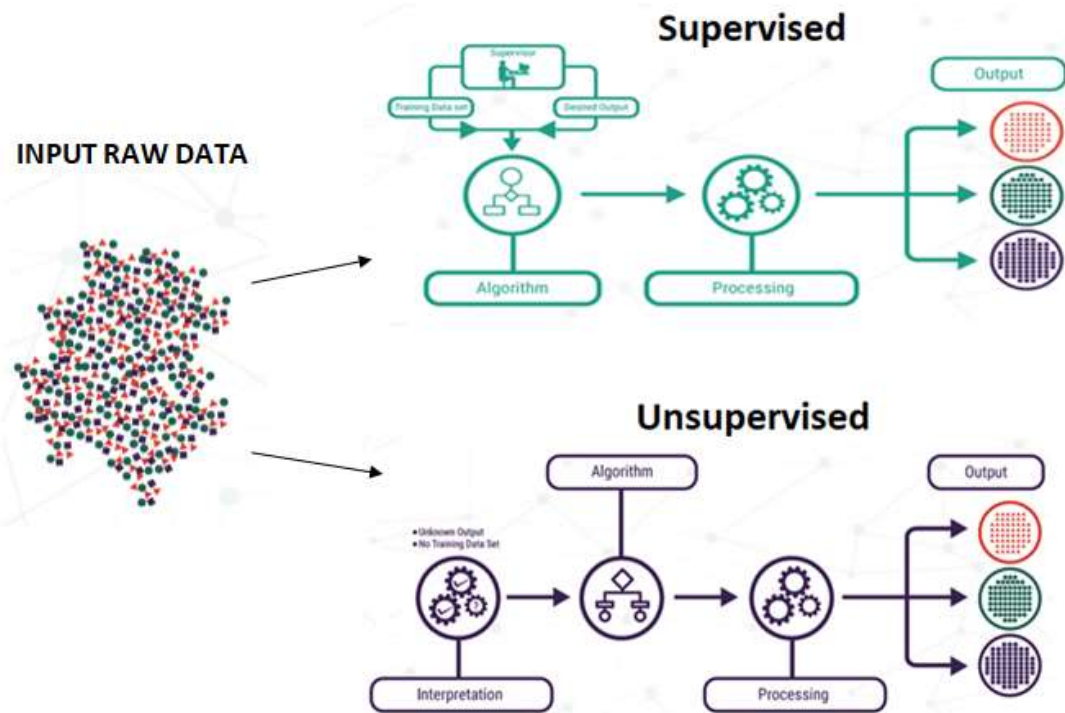 INPUT RAW DATA
Supervised
Supervisor
Training Data set
Desired Output
Output
Algorithm
Processing
Unsupervised
Algorithm
Output
• Unknown Output
• No Training Data Set
Interpretation
Processing